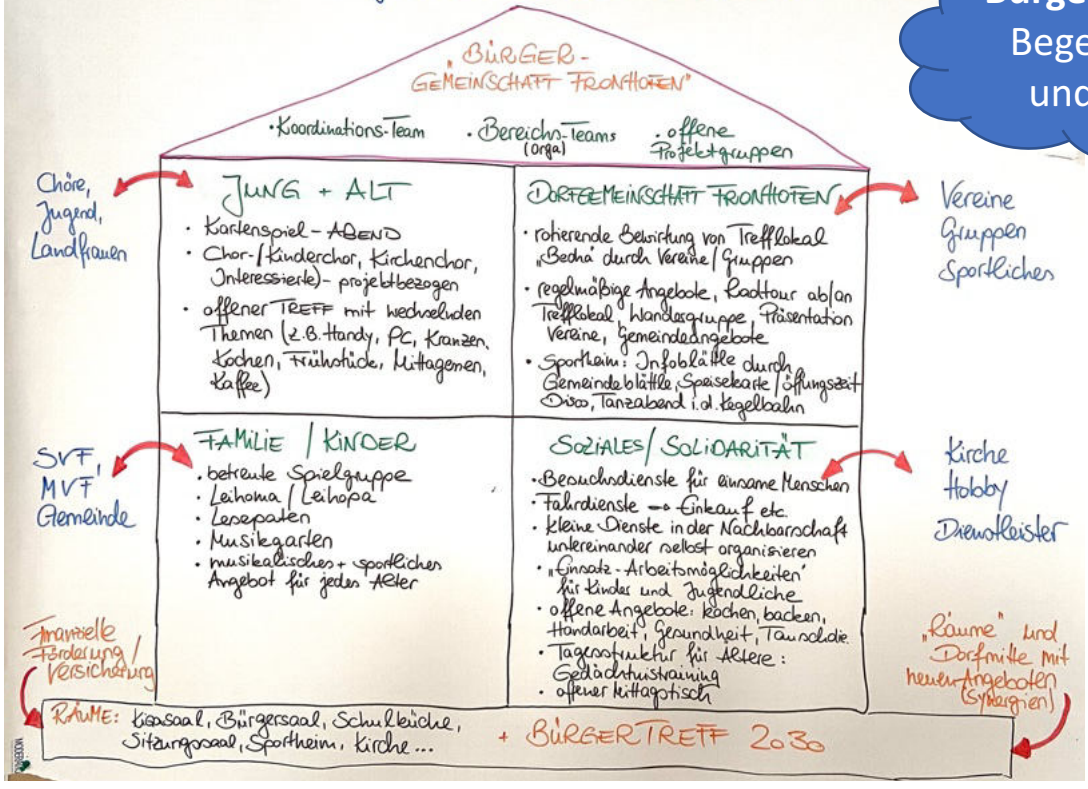 Bürge
Bege
und
"BÜRGER-
GEMEINSCHAFT FRONHOFEN"
• Koordinations-Team • Bereichs-Teams • offene
(Orga) Projektgruppen
Chöre,
Jugend,
Landfrauen
JUNG + ALT
• Kartenspiel-ABEND
• Chor-/Kinderchor, Kirchenchor,
Interessierte)- projektbezogen
• offener TREFF mit wechselnden
Themen (z.B. Handy, PC, Kranzen,
Kochen, Frühstück, Mittagessen,
Kaffee)
DORFGEMEINSCHAFT FRONHOFEN
• rotierende Bewirtung von Trefflokal
"Becha" durch Vereine/Gruppen
• regelmäßige Angebote, Radtour ab/an
Trefflokal, Wandergruppe, Präsentation
Vereine, Gemeindeangebote
• Sportheim: Infoblättle durch
Gemeindeblättle, Speisekarte/Öffungszeit
Disco, Tanzabend i.d. Kegelbahn
Vereine
Gruppen
Sportliches
SVF,
MVF
Gemeinde
FAMILIE / KINDER
• betreute Spielgruppe
• Leihoma / Leihopa
• Lesepaten
• Musikgarten
• musikalisches + sportliches
Angebot für jedes Alter
SOZIALES/ SOLIDARITÄT
• Besuchsdienste für einsame Menschen
• Fahrdienste → Einkauf etc.
• kleine Dienste in der Nachbarschaft
untereinander selbst organisieren
• "Einsatz-Arbeitsmöglichkeiten"
für Kinder und Jugendliche
• offene Angebote: kochen, backen,
Handarbeit, Gesundheit, Tauschdie.
• Tagesstruktur für Ältere:
Gedächtnistraining
• offener Mittagstisch
Kirche
Hobby
Dienstleister
Finanzielle
Förderung/
Versicherung
"Räume" und
Dorfmitte mit
neuen Angeboten
(Synergien)
RÄUME: Bürgersaal, Schulküche,
Sitzungssaal, Sportheim, Kirche...
+ BÜRGERTREFF 2030